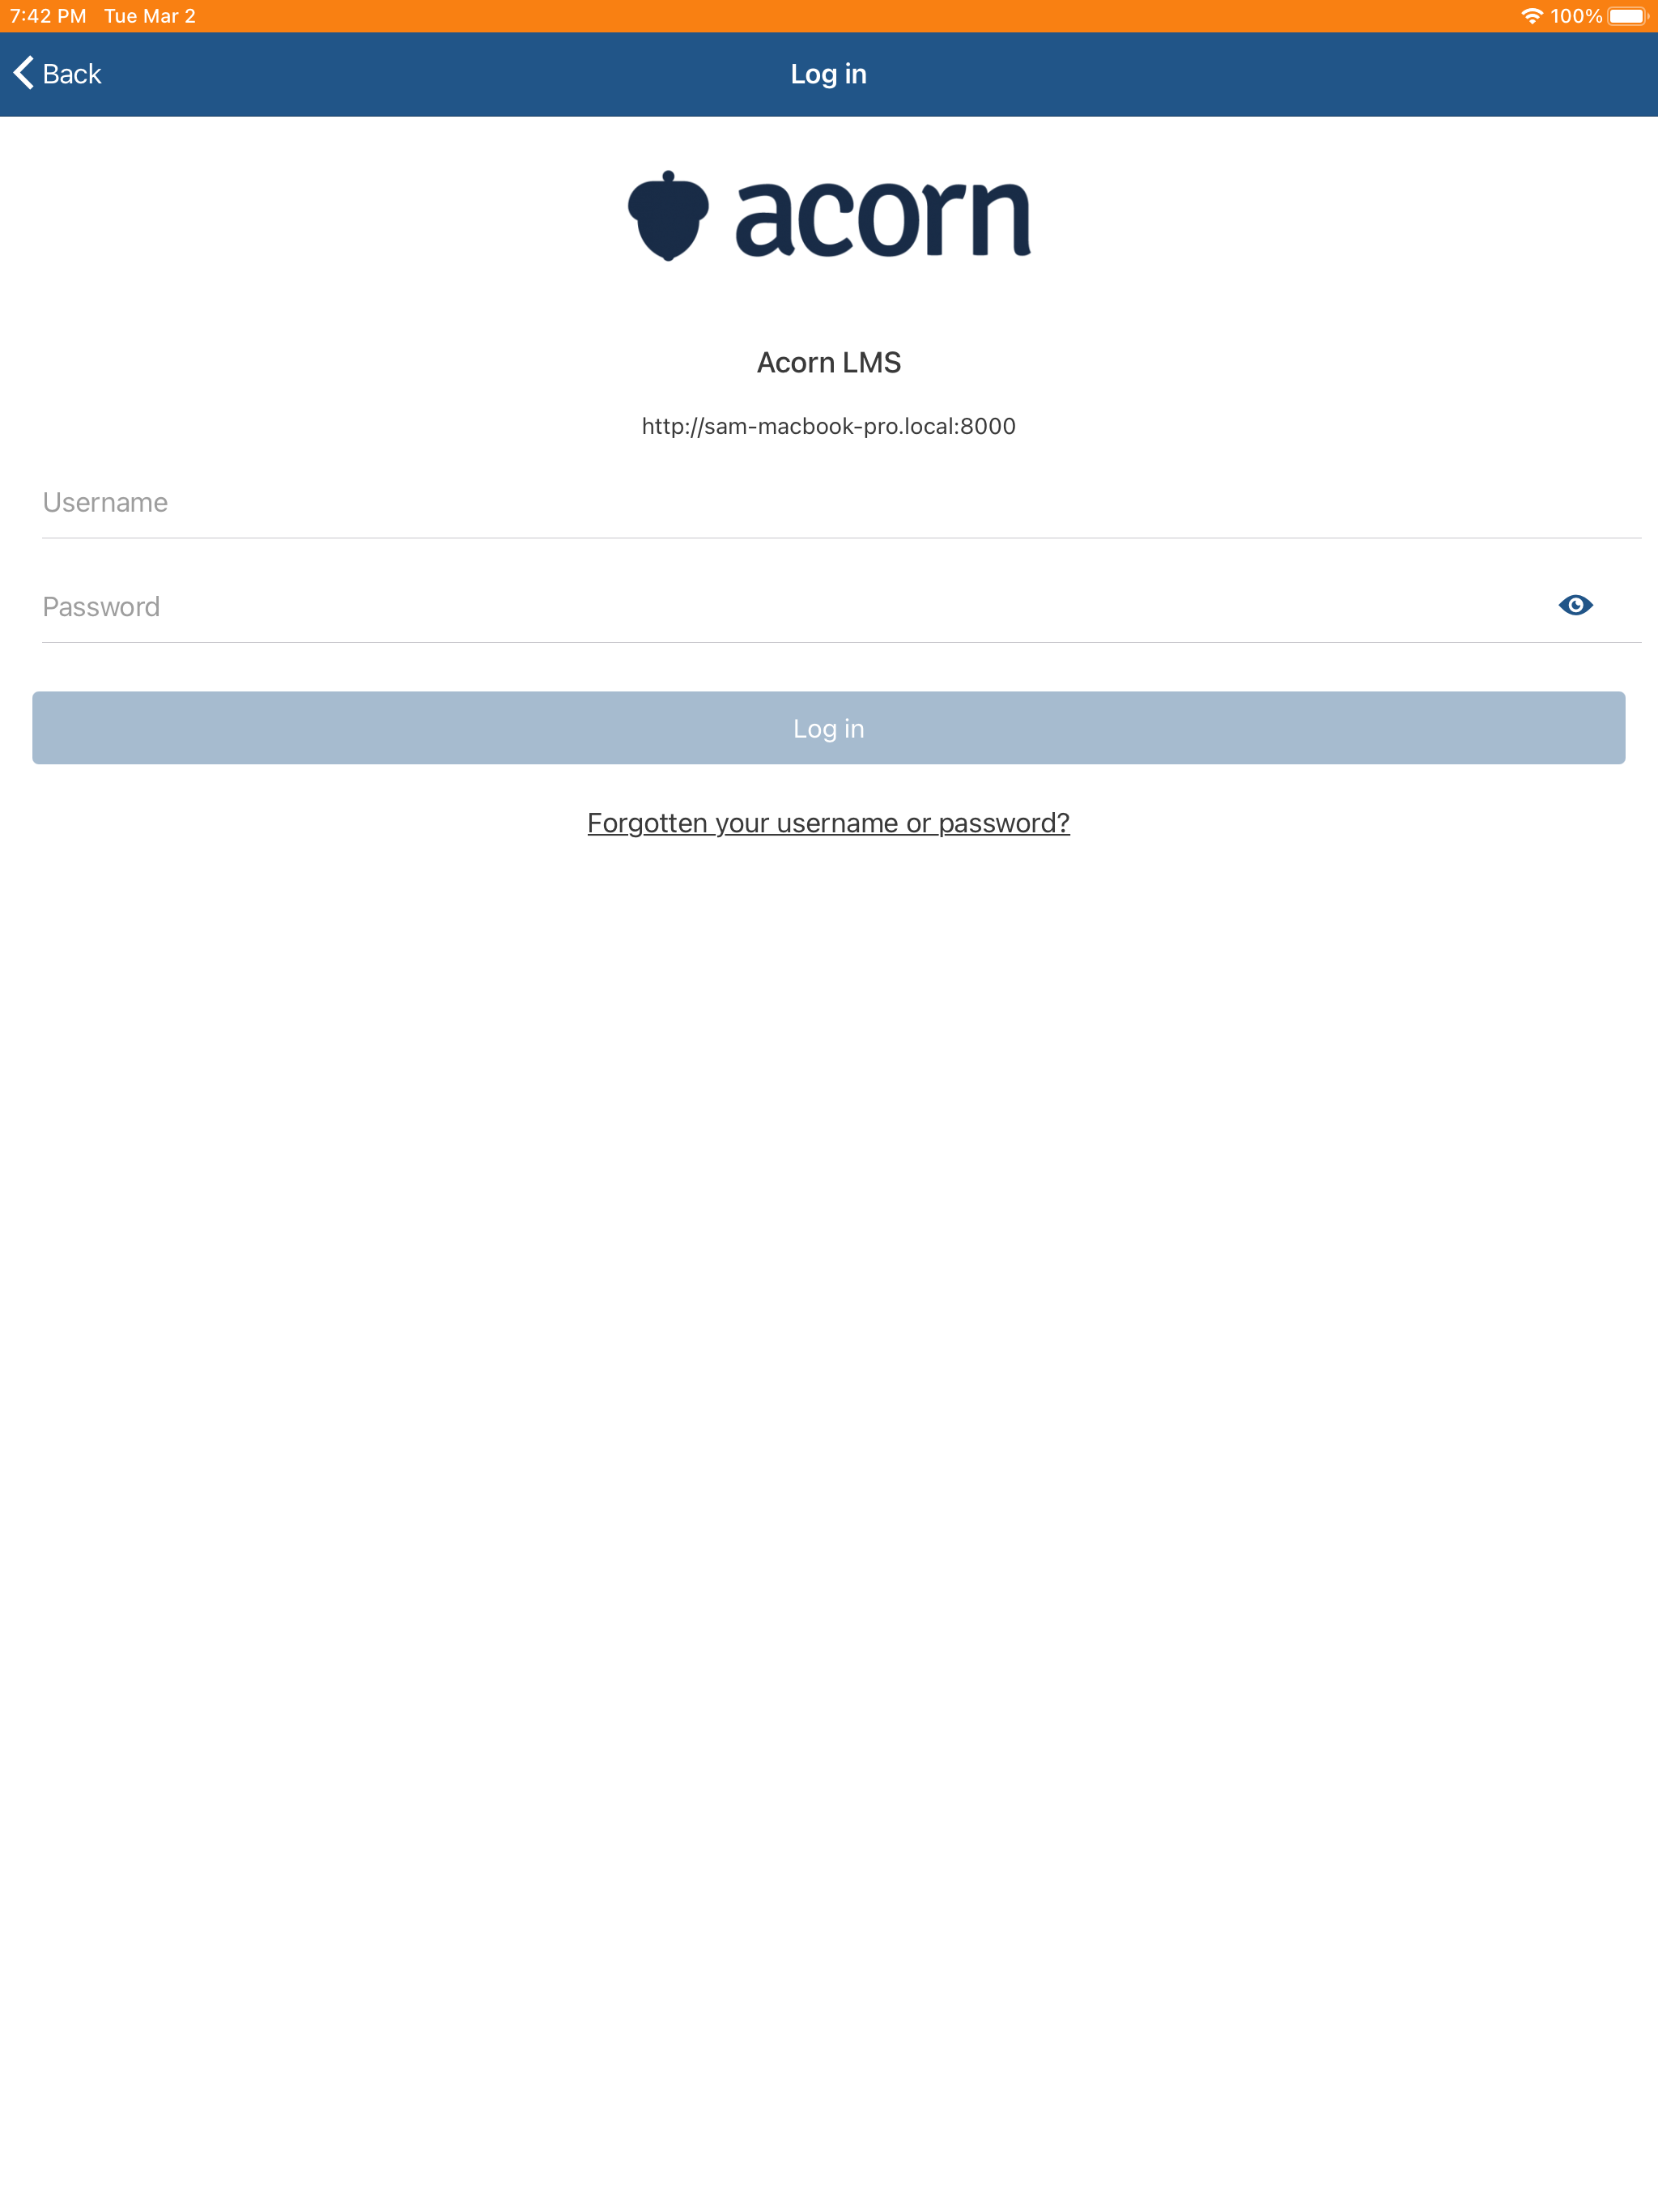 7:42 PM Tue Mar 2 100%
Back Log in
acorn
Acorn LMS
http://sam-macbook-pro.local:8000
Username
Password
Log in
Forgotten your username or password?